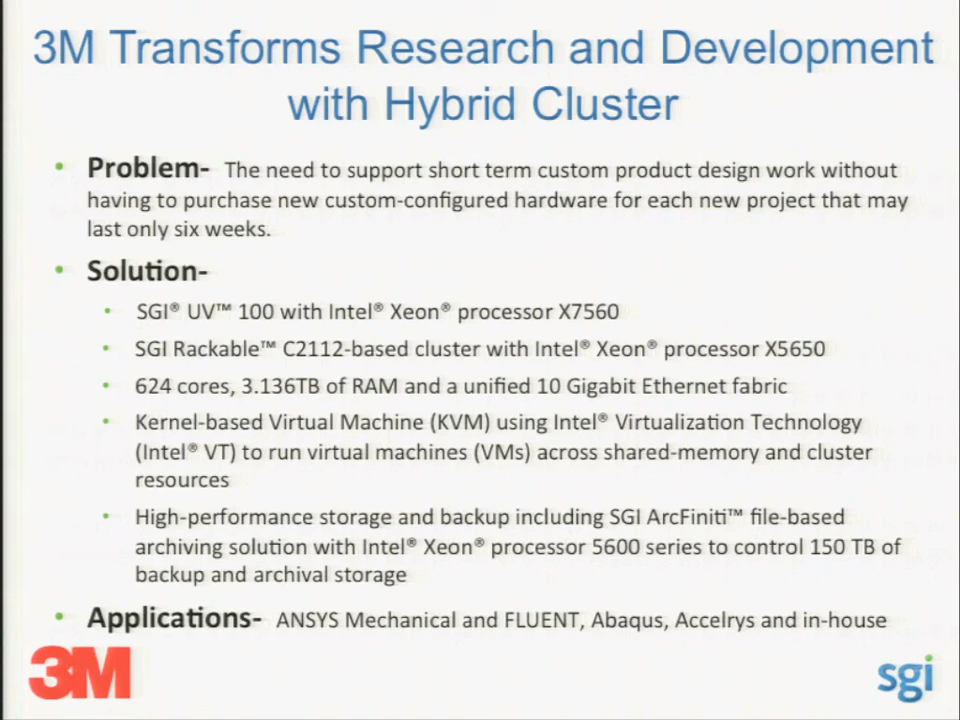 3M Transforms Research and Development
with Hybrid Cluster
• Problem- The need to support short term custom product design work without
having to purchase new custom-configured hardware for each new project that may
last only six weeks.
• Solution-
• SGI® UV™ 100 with Intel® Xeon® processor X7560
• SGI Rackable™ C2112-based cluster with Intel® Xeon® processor X5650
• 624 cores, 3.136TB of RAM and a unified 10 Gigabit Ethernet fabric
• Kernel-based Virtual Machine (KVM) using Intel® Virtualization Technology
(Intel® VT) to run virtual machines (VMs) across shared-memory and cluster
resources
• High-performance storage and backup including SGI ArcFiniti™ file-based
archiving solution with Intel® Xeon® processor 5600 series to control 150 TB of
backup and archival storage
• Applications- ANSYS Mechanical and FLUENT, Abaqus, Accelrys and in-house
3M
sgi